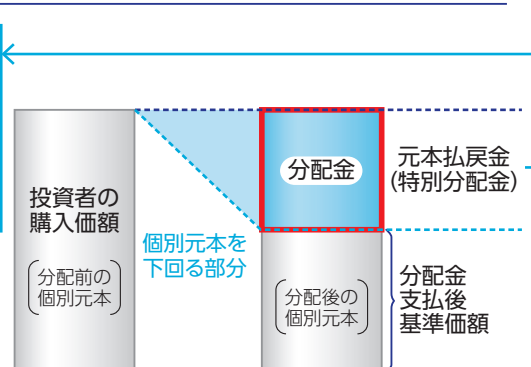 投資者の
購入価額
分配前の
個別元本
個別元本を
下回る部分
分配金
元本払戻金
(特別分配金)
分配後の
個別元本
分配金
支払後
基準価額